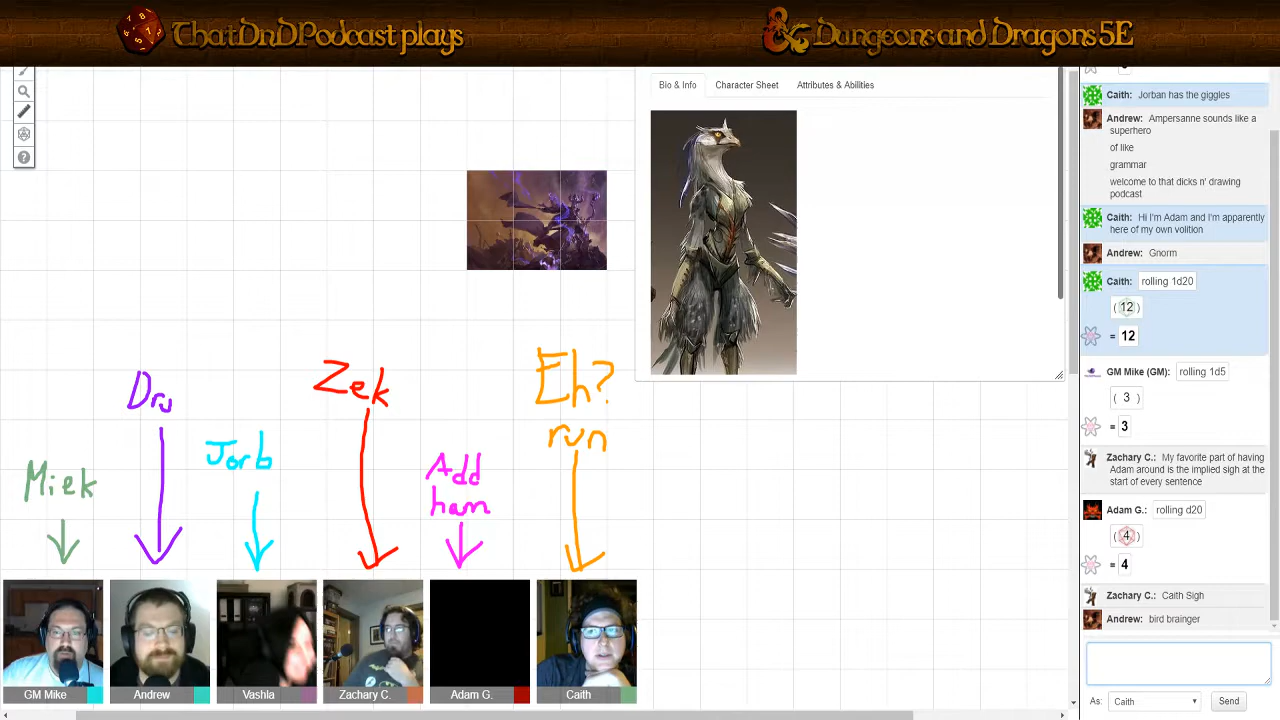 ThatDnDPodcast plays
Dungeons and Dragons 5E
Bio & Info
Character Sheet
Attributes & Abilities
Caith: Jorban has the giggles
Andrew: Ampersanne sounds like a
superhero
of like
grammar
welcome to that dicks n' drawing
podcast
Caith: Hi I'm Adam and I'm apparently
here of my own volition
Andrew: Gnorm
Caith: rolling 1d20
(12)
= 12
GM Mike (GM): rolling 1d5
(3)
= 3
Zachary C.: My favorite part of having
Adam around is the implied sigh at the
start of every sentence
Adam G.: rolling d20
(4)
= 4
Zachary C.: Caith Sigh
Andrew: bird brainger
As: Caith
Send
Miek
Dru
Jorb
Zek
Add
ham
Eh?
run
GM Mike
Andrew
Vashla
Zachary C.
Adam G.
Caith